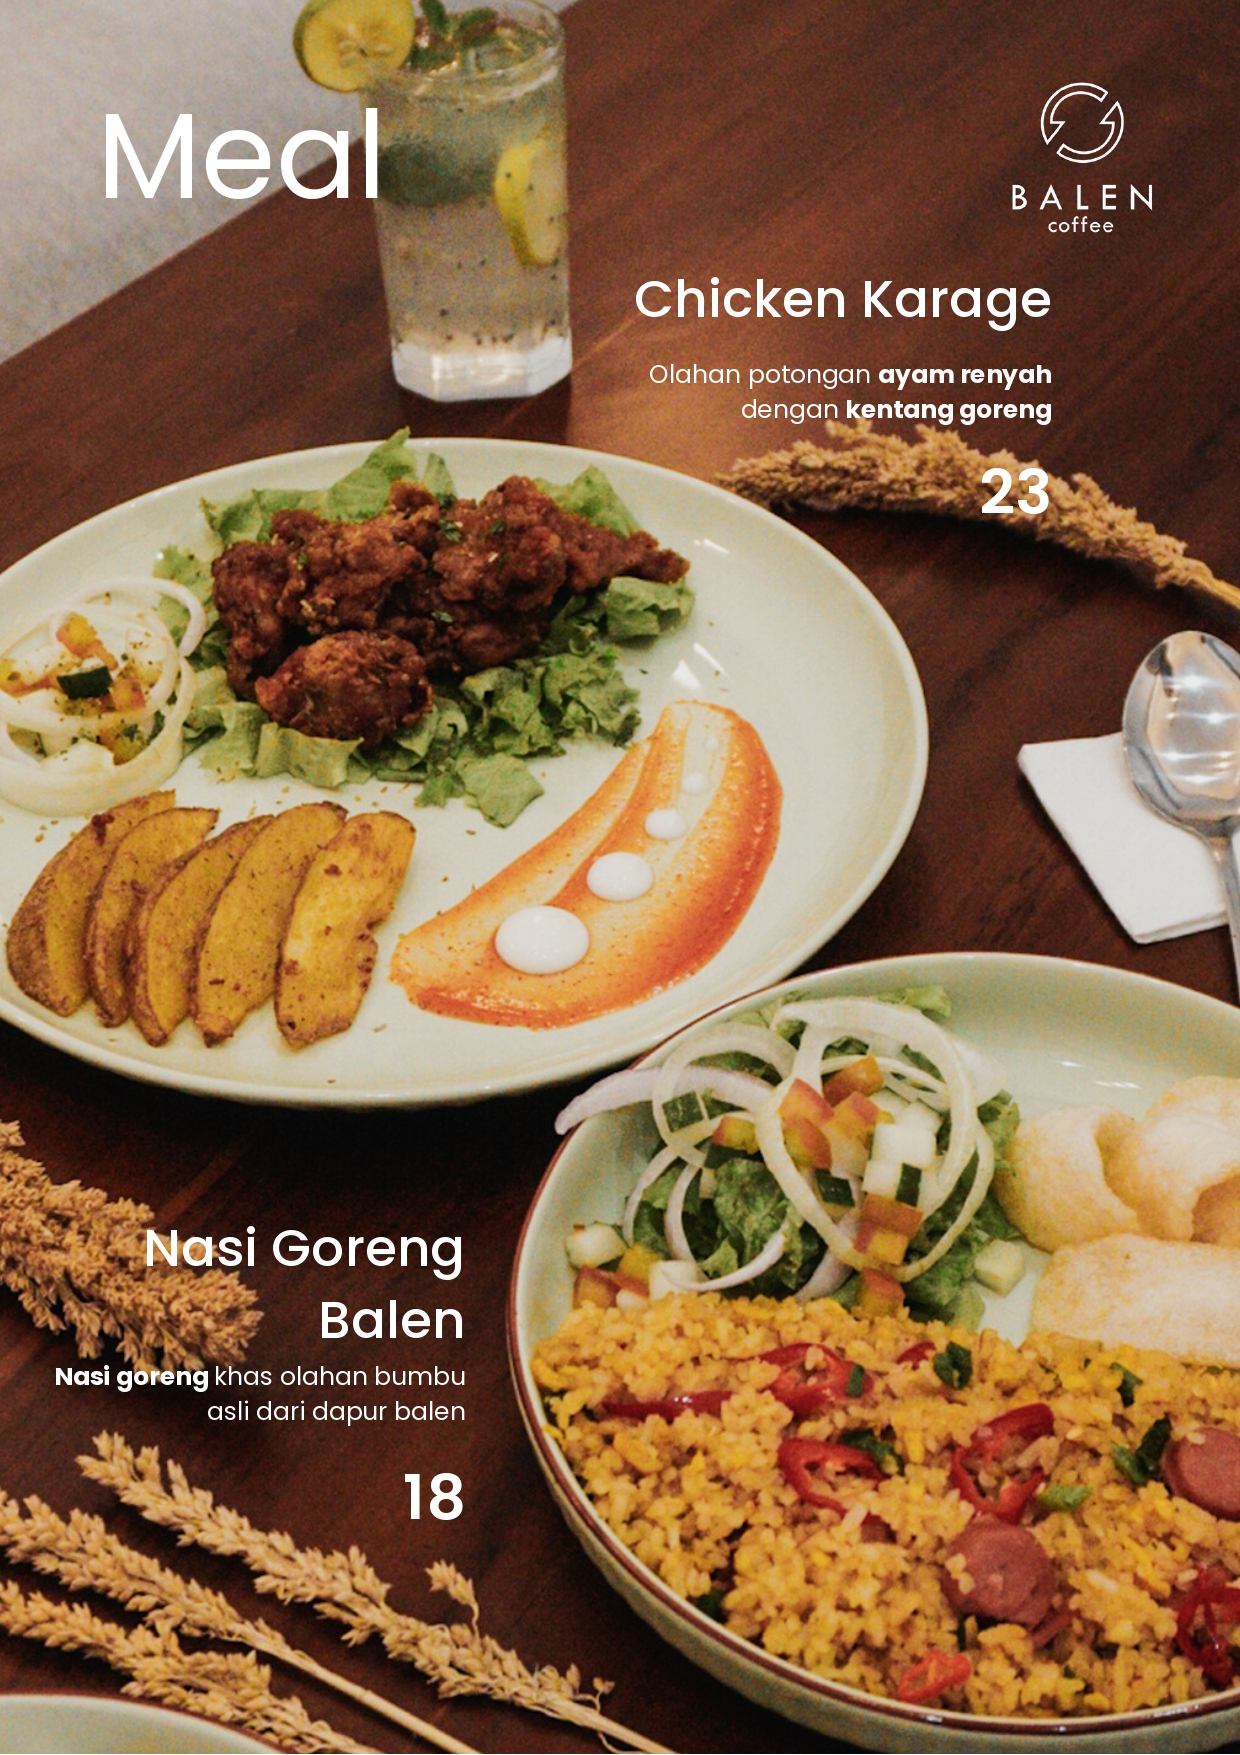 Meal
BALEN
coffee
Chicken Karage
Olahan potongan ayam renyah
dengan kentang goreng
23
Nasi Goreng
Balen
Nasi goreng khas olahan bumbu
asli dari dapur balen
18